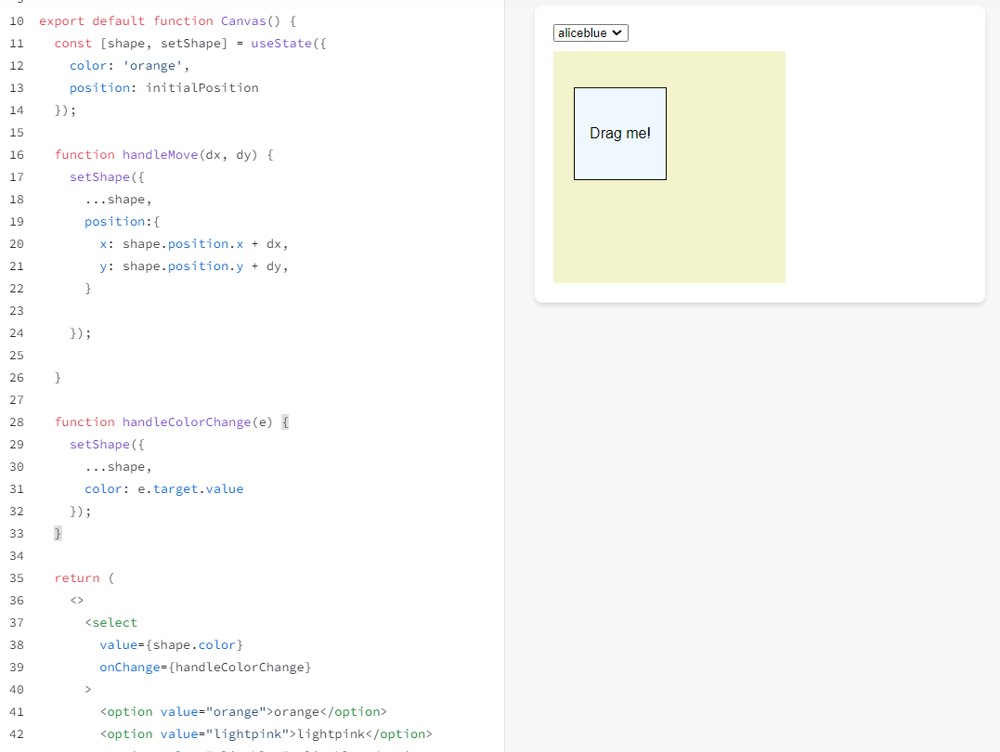 10 export default function Canvas() {
11   const [shape, setShape] = useState({
12     color: 'orange',
13     position: initialPosition
14   });
15
16   function handleMove(dx, dy) {
17     setShape({
18       ...shape,
19       position:{
20         x: shape.position.x + dx,
21         y: shape.position.y + dy,
22       }
23
24     });
25
26   }
27
28   function handleColorChange(e) {
29     setShape({
30       ...shape,
31       color: e.target.value
32     });
33   }
34
35   return (
36     <>
37       <select
38         value={shape.color}
39         onChange={handleColorChange}
40       >
41         <option value="orange">orange</option>
42         <option value="lightpink">lightpink</option>
aliceblue
Drag me!